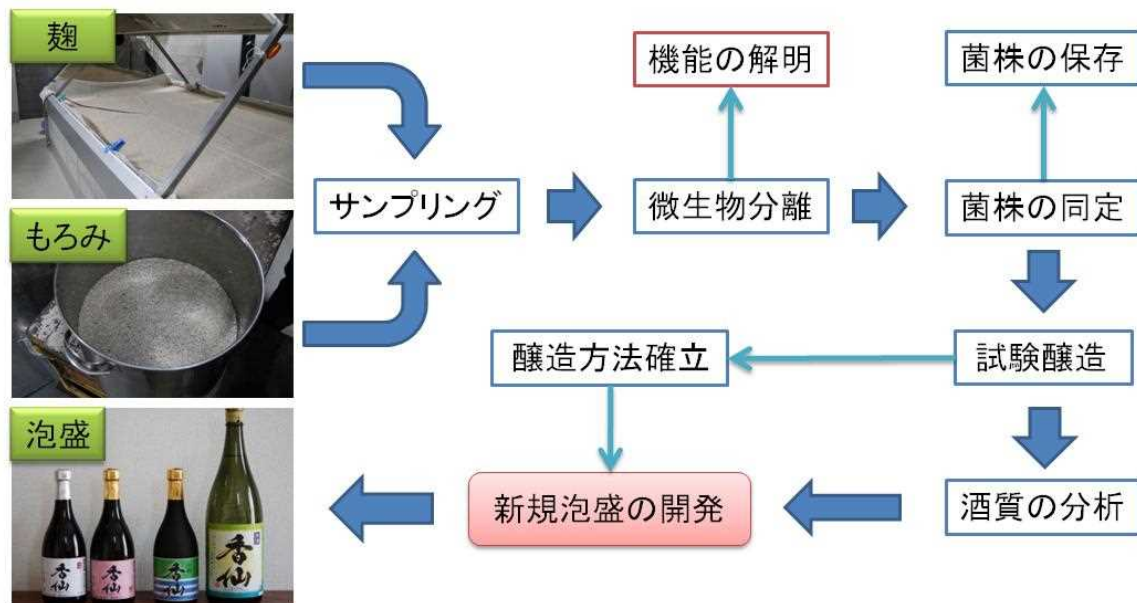 麹
機能の解明
菌株の保存
サンプリング
微生物分離
菌株の同定
もろみ
醸造方法確立
試験醸造
泡盛
新規泡盛の開発
酒質の分析
香仙
香仙
香仙
香仙